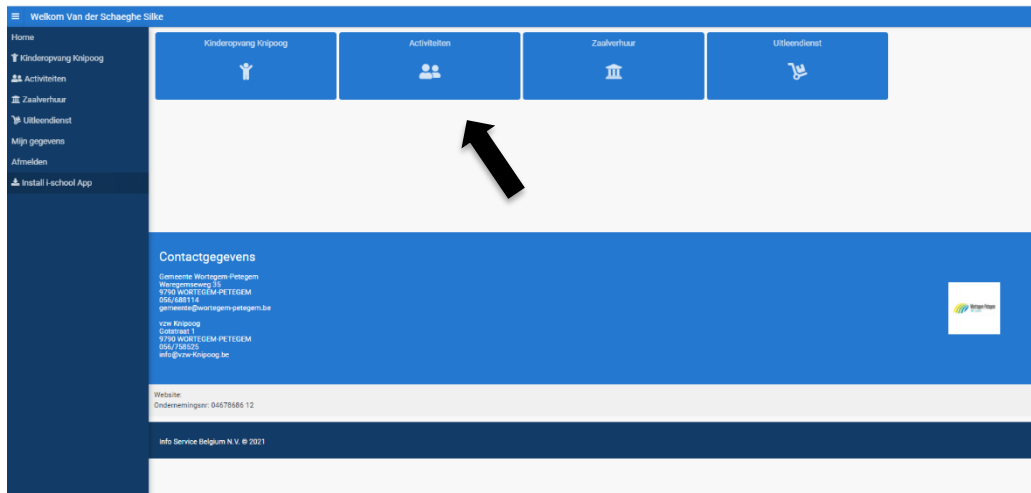 Welkom Van der Schaeghe Silke
Home
Kinderopvang Knipoog
Activiteiten
Zaalverhuur
Uitleendienst
Mijn gegevens
Afmelden
Install i-school App
Kinderopvang Knipoog
Activiteiten
Zaalverhuur
Uitleendienst
Contactgegevens
Gemeente Wortegem-Petegem
Waregemseweg 35
9790 WORTEGEM-PETEGEM
056/688114
gemeente@wortegem-petegem.be
vzw Knipoog
Gotstraat 1
9790 WORTEGEM-PETEGEM
056/758525
info@vzw-Knipoog.be
Wortegem-Petegem
Website:
Ondernemingsnr: 04678686 12
Info Service Belgium N.V. © 2021